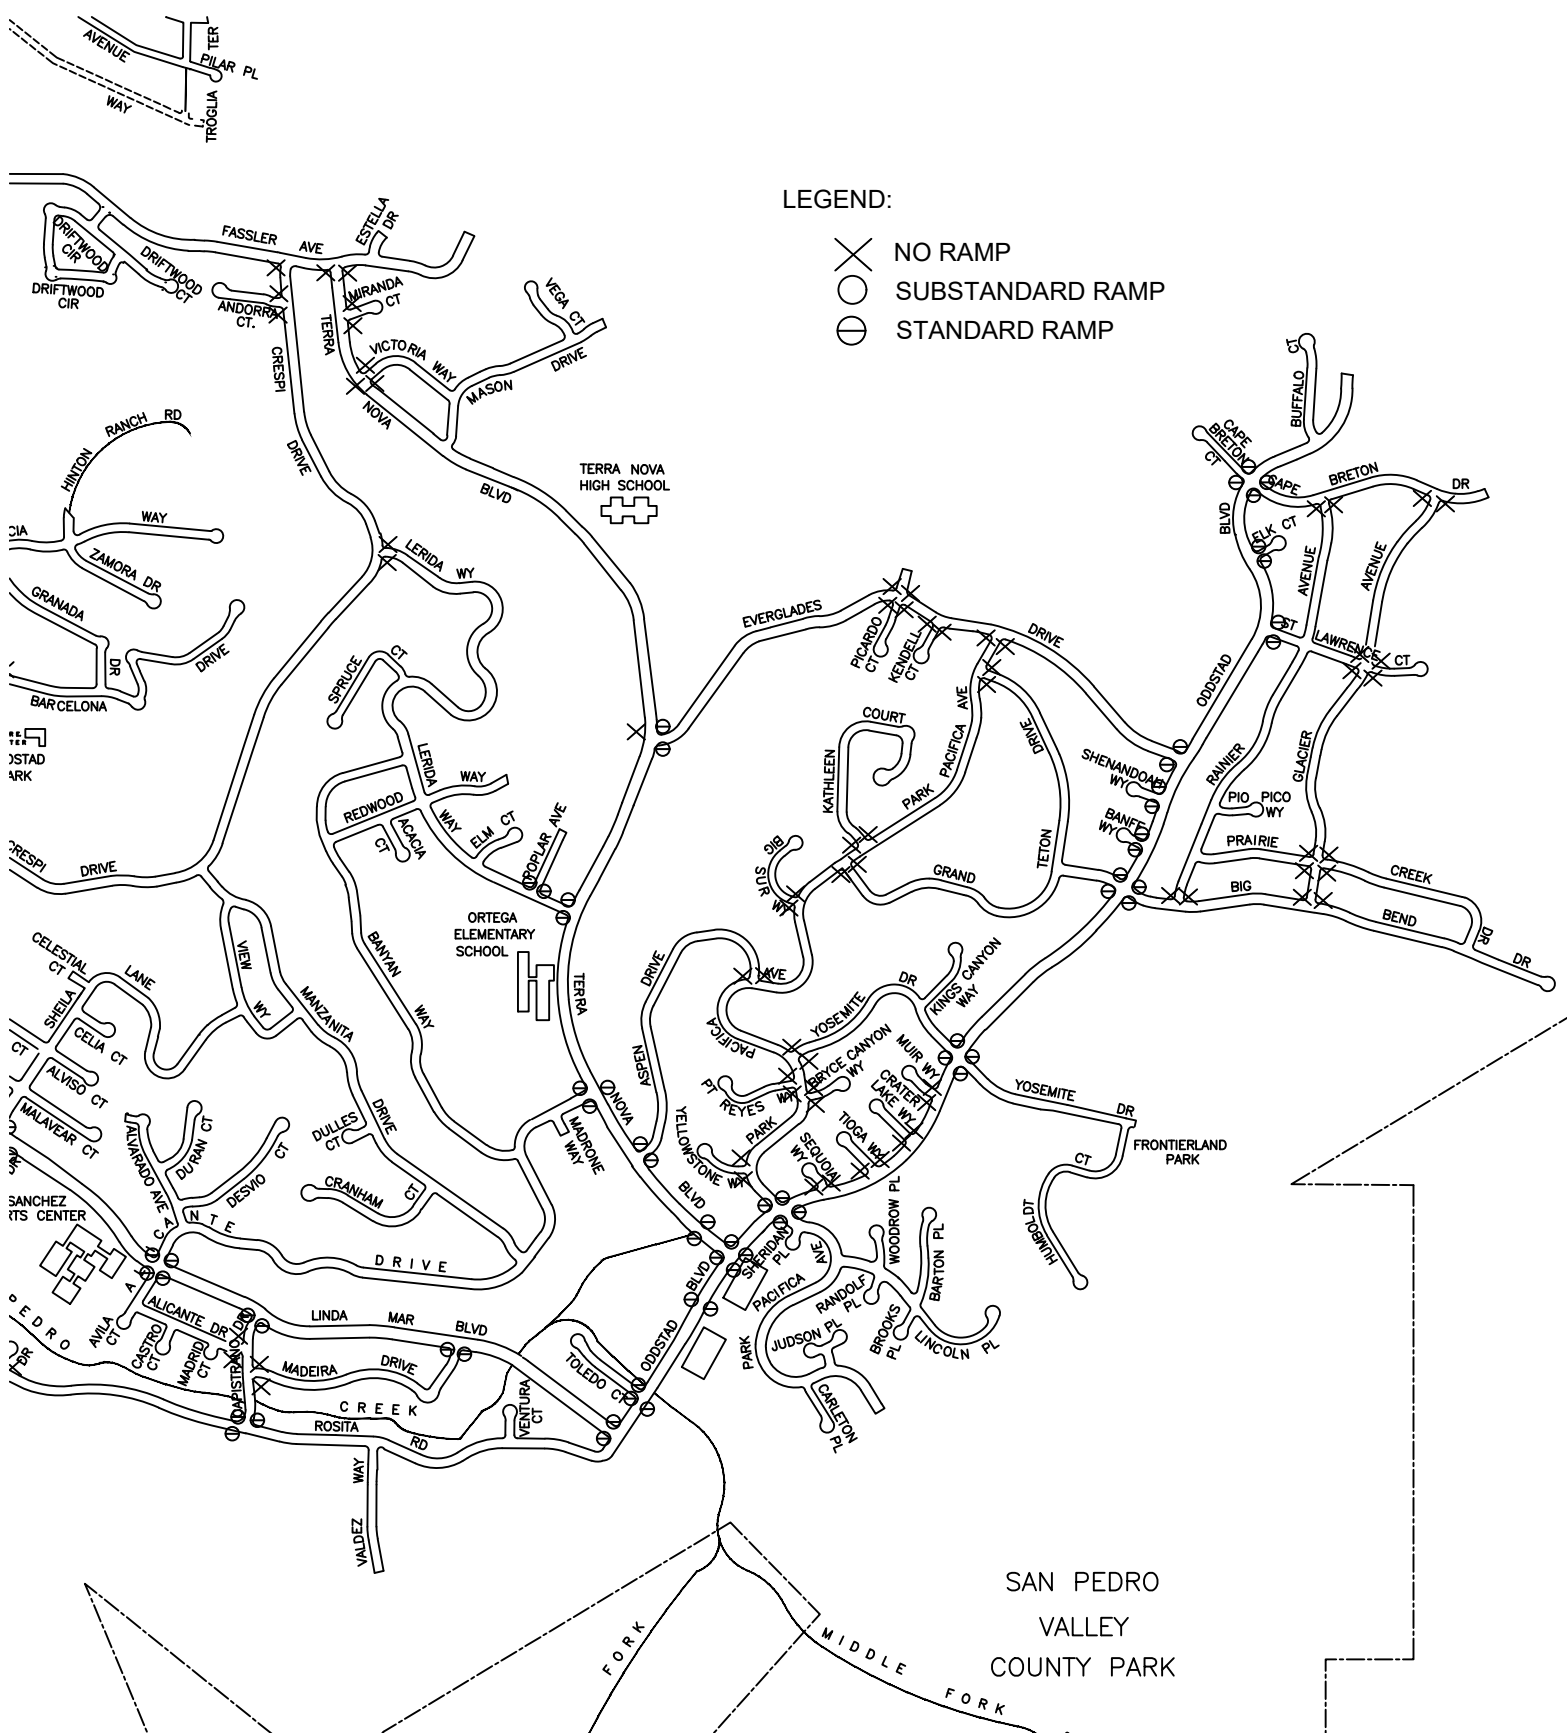 AVENUE
TER
PILAR PL
WAY
TROGLIA
LEGEND:
NO RAMP
SUBSTANDARD RAMP
STANDARD RAMP
FASSLER AVE
ESTELLA
DR
DRIFTWOOD
CIR
DRIFTWOOD
CT
DRIFTWOOD
CIR
ANDORRA
CT.
MIRANDA
CT
TERRA
VEGA CT
VICTORIA WAY
MASON
DRIVE
CRESPI
NOVA
DRIVE
BLVD
HINTON
RANCH RD
TERRA NOVA
HIGH SCHOOL
BUFFALO
CT
CAPE
BRETON
CT
CAPE
BRETON
DR
BLVD
ELK CT
AVENUE
AVENUE
CIA
WAY
ZAMORA DR
GRANADA
DR
DRIVE
BARCELONA
LERIDA
WY
EVERGLADES
DRIVE
PICARDO
CT
KENDELL
CT
ST
LAWRENCE
CT
SPRUCE
CT
ODDSTAD
PACIFICA AVE
DRIVE
COURT
OSTAD
ARK
LERIDA
SHENANDOAH
WY
RAINIER
GLACIER
KATHLEEN
PARK
REDWOOD
WAY
WAY
ACACIA
CT
ELM CT
POPLAR AVE
BANFF
WY
PIO PICO
WY
PRAIRIE
CREEK
DR
BIG
SUR
WY
GRAND
TETON
BIG
BEND
DR
CRESPI
DRIVE
ORTEGA
ELEMENTARY
SCHOOL
CELESTIAL
CT
LANE
VIEW
WY
BANYAN
WAY
MANZANITA
DRIVE
TERRA
DRIVE
AVE
DR
KINGS CANYON
WAY
SHEILA
CT
CELIA CT
ALVISO CT
MALAVEAR CT
PACIFICA
YOSEMITE
ASPEN
BRYCE CANYON
WY
MUIR WY
CRATER
LAKE WY
YOSEMITE
DR
FRONTIERLAND
PARK
PT REYES
WAY
NOVA
MADRONE
WAY
YELLOWSTONE WAY
PARK
TIOGA WY
SEQUOIA
WY
ALVARADO AVE
DURAN CT
DESVIO
CT
DULLES
CT
CRANHAM
CT
SANCHEZ
RTS CENTER
ALICANTE
DRIVE
BLVD
BLVD
SHERIDAN
PL
AVE
WOODROW PL
BARTON PL
HUMBOLDT
CT
PACIFICA
RANDOLF
PL
BROOKS
PL
LINCOLN PL
JUDSON PL
PARK
CARLETON
PL
PEDRO
DR
AVILA
CT
ALICANTE DR
CASTRO
CT
MADRID
CT
CAPISTRANO DR
LINDA MAR BLVD
MADEIRA DRIVE
CREEK
ROSITA
RD
VENTURA
CT
TOLEDO CT
ODDSTAD
VALDEZ
WAY
FORK
MIDDLE
FORK
SAN PEDRO
VALLEY
COUNTY PARK